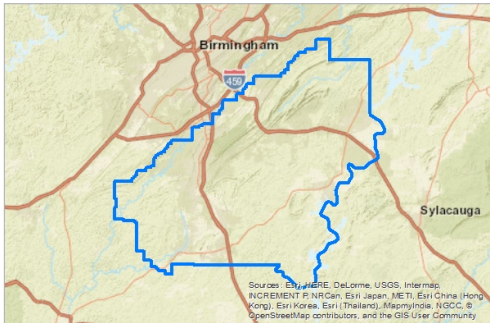 Birmingham
459
Sylacauga
Sources: Esri, HERE, DeLorme, USGS, Intermap,
INCREMENT P, NRCan, Esri Japan, METI, Esri China (Hong
Kong), Esri Korea, Esri (Thailand), MapmyIndia, NGCC, ©
OpenStreetMap contributors, and the GIS User Community